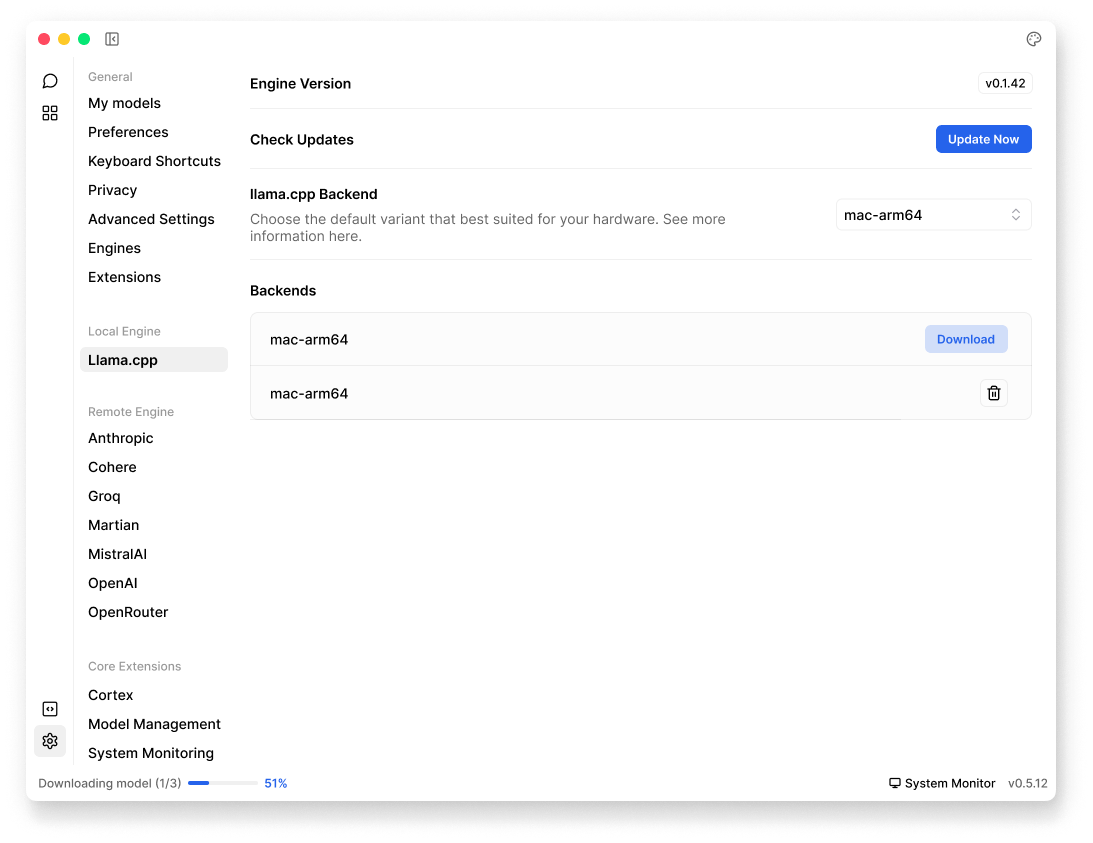 General
My models
Preferences
Keyboard Shortcuts
Privacy
Advanced Settings
Engines
Extensions
Local Engine
Llama.cpp
Remote Engine
Anthropic
Cohere
Groq
Martian
MistralAI
OpenAI
OpenRouter
Core Extensions
Cortex
Model Management
System Monitoring
Engine Version
v0.1.42
Check Updates
Update Now
llama.cpp Backend
Choose the default variant that best suited for your hardware. See more
information here.
mac-arm64
Backends
mac-arm64
Download
mac-arm64
Downloading model (1/3)
51%
System Monitor
v0.5.12